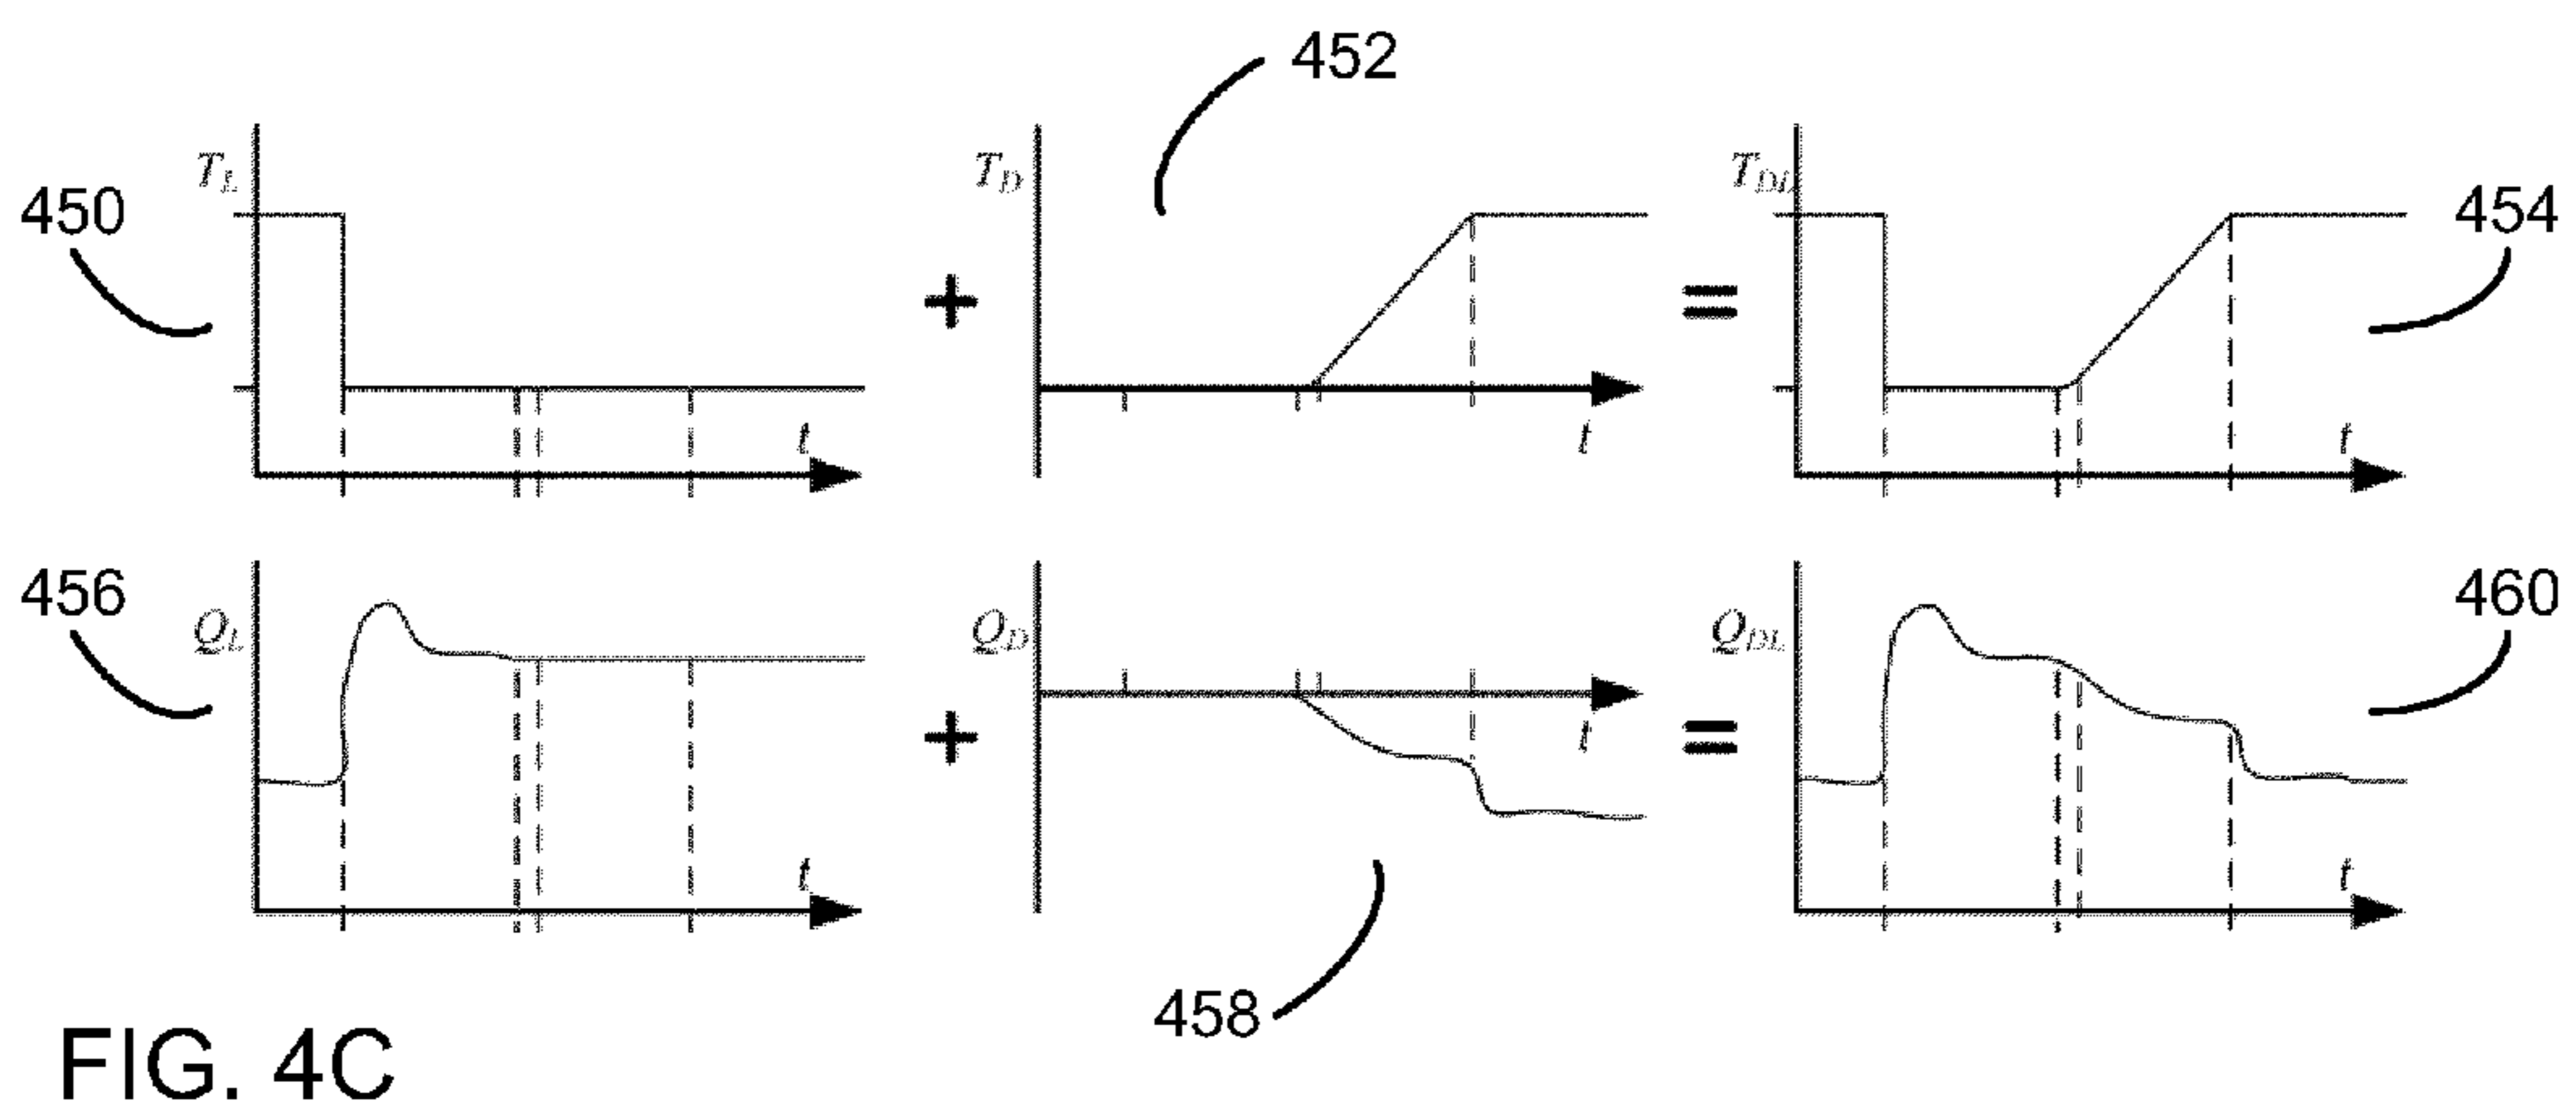 452
T_L
T_D
T_DL
450
454
+
=
t
t
t
456
460
Q_L
Q_D
Q_DL
+
=
t
t
t
458
FIG. 4C